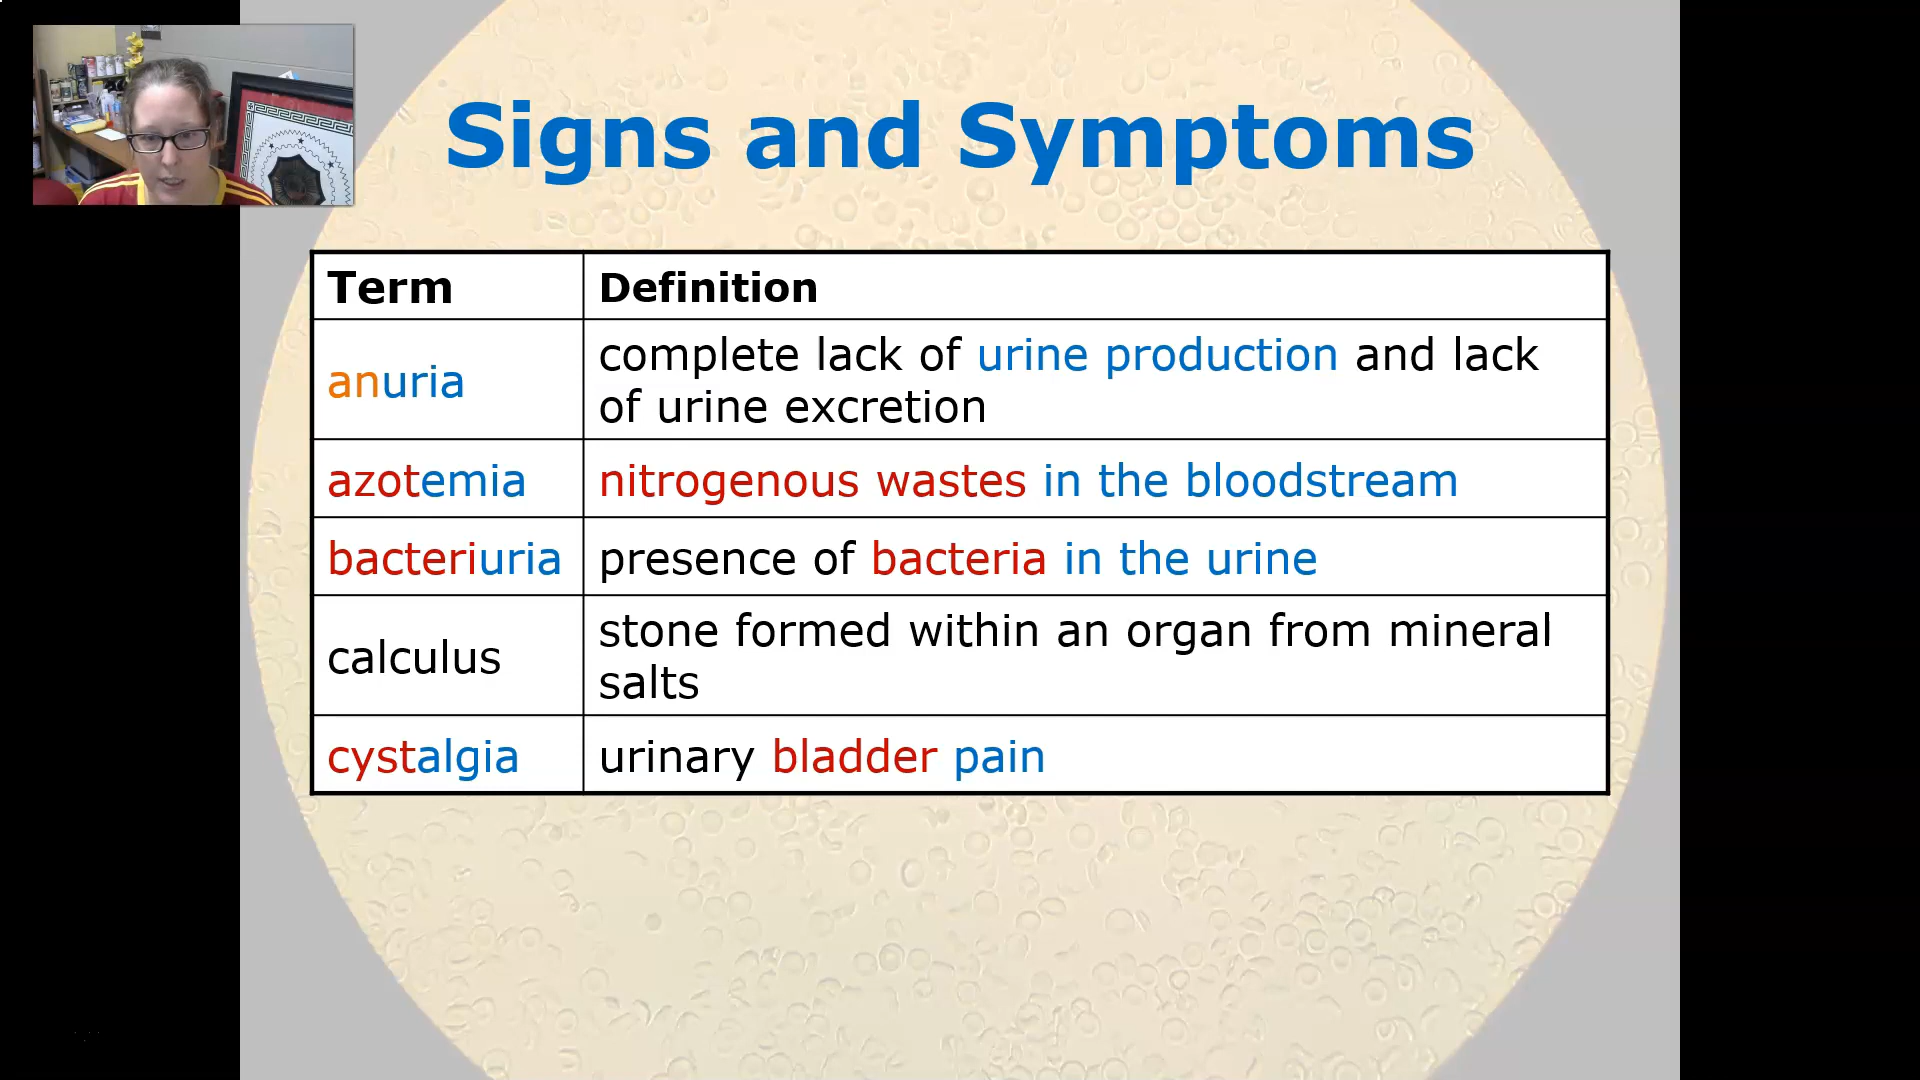 Signs and Symptoms
Term Definition
anuria complete lack of urine production and lack
of urine excretion
azotemia nitrogenous wastes in the bloodstream
bacteriuria presence of bacteria in the urine
calculus stone formed within an organ from mineral
salts
cystalgia urinary bladder pain